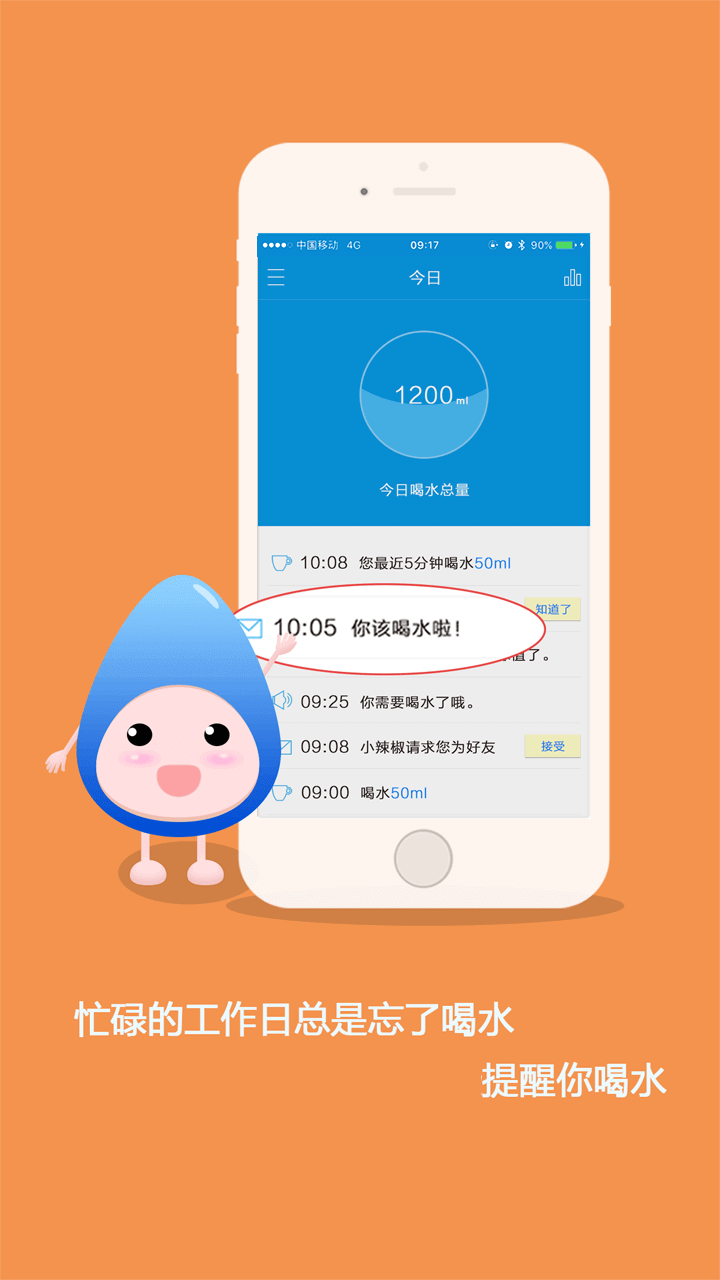 中国移动 4G 09:17 90%
今日
1200ml
今日喝水总量
10:08 您最近5分钟喝水50ml
知道了
10:05 你该喝水啦!
值了。
09:25 你需要喝水了哦。
09:08 小辣椒请求您为好友 接受
09:00 喝水50ml
忙碌的工作日总是忘了喝水
提醒你喝水